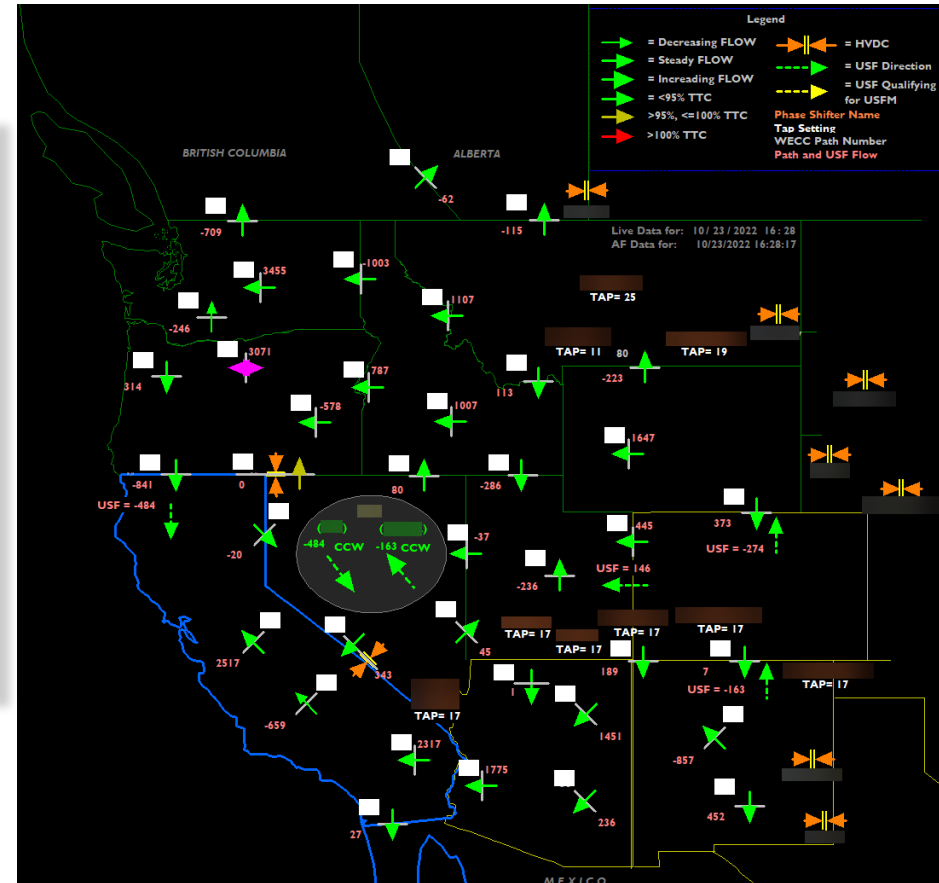 Legend
= Decreasing FLOW
= Steady FLOW
= Increading FLOW
= <95% TTC
>95%, <=100% TTC
>100% TTC
= HVDC
= USF Direction
= USF Qualifying
for USFM
Phase Shifter Name
Tap Setting
WECC Path Number
Path and USF Flow
BRITISH COLUMBIA
ALBERTA
-62
-709
-115
Live Data for: 10/ 23 / 2022 16: 28
AF Data for: 10/23/2022 16:28:17
3455
-1003
1107
TAP= 25
-246
3071
TAP= 11
80
TAP= 19
314
787
113
-223
-578
1007
1647
-841
0
80
-286
USF = -484
373
445
-20
-484 CCW
-163 CCW
-37
USF = -274
-236
USF = 146
2517
343
45
TAP= 17
TAP= 17
TAP= 17
TAP= 17
189
7
1
USF = -163
TAP= 17
-659
TAP= 17
1451
-857
2317
1775
236
452
27
MEXICO